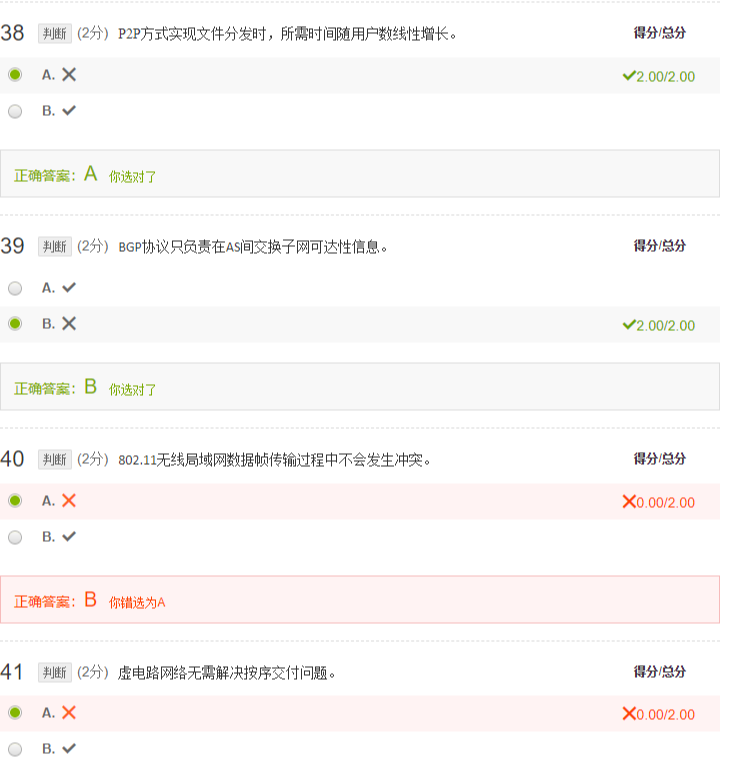 38 判断 (2分) P2P方式实现文件分发时，所需时间随用户数线性增长。 得分/总分
A. ✕ ✔2.00/2.00
B. ✔
正确答案：A 你选对了
39 判断 (2分) BGP协议只负责在AS间交换子网可达性信息。 得分/总分
A. ✔
B. ✕ ✔2.00/2.00
正确答案：B 你选对了
40 判断 (2分) 802.11无线局域网数据帧传输过程中不会发生冲突。 得分/总分
A. ✕ ✕0.00/2.00
B. ✔
正确答案：B 你错选为A
41 判断 (2分) 虚电路网络无需解决按序交付问题。 得分/总分
A. ✕ ✕0.00/2.00
B. ✔